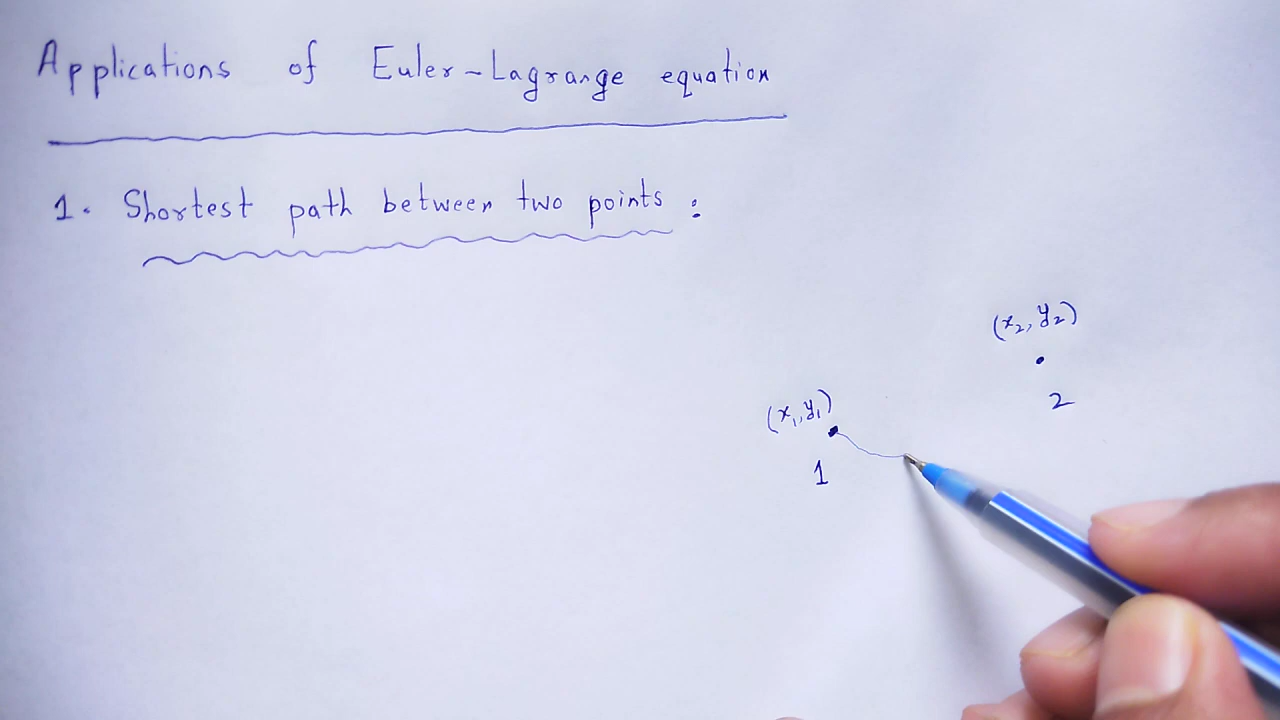 Applications of Euler-Lagrange equation
1. Shortest path between two points :
(x₂, y₂)
2
(x₁, y₁)
1